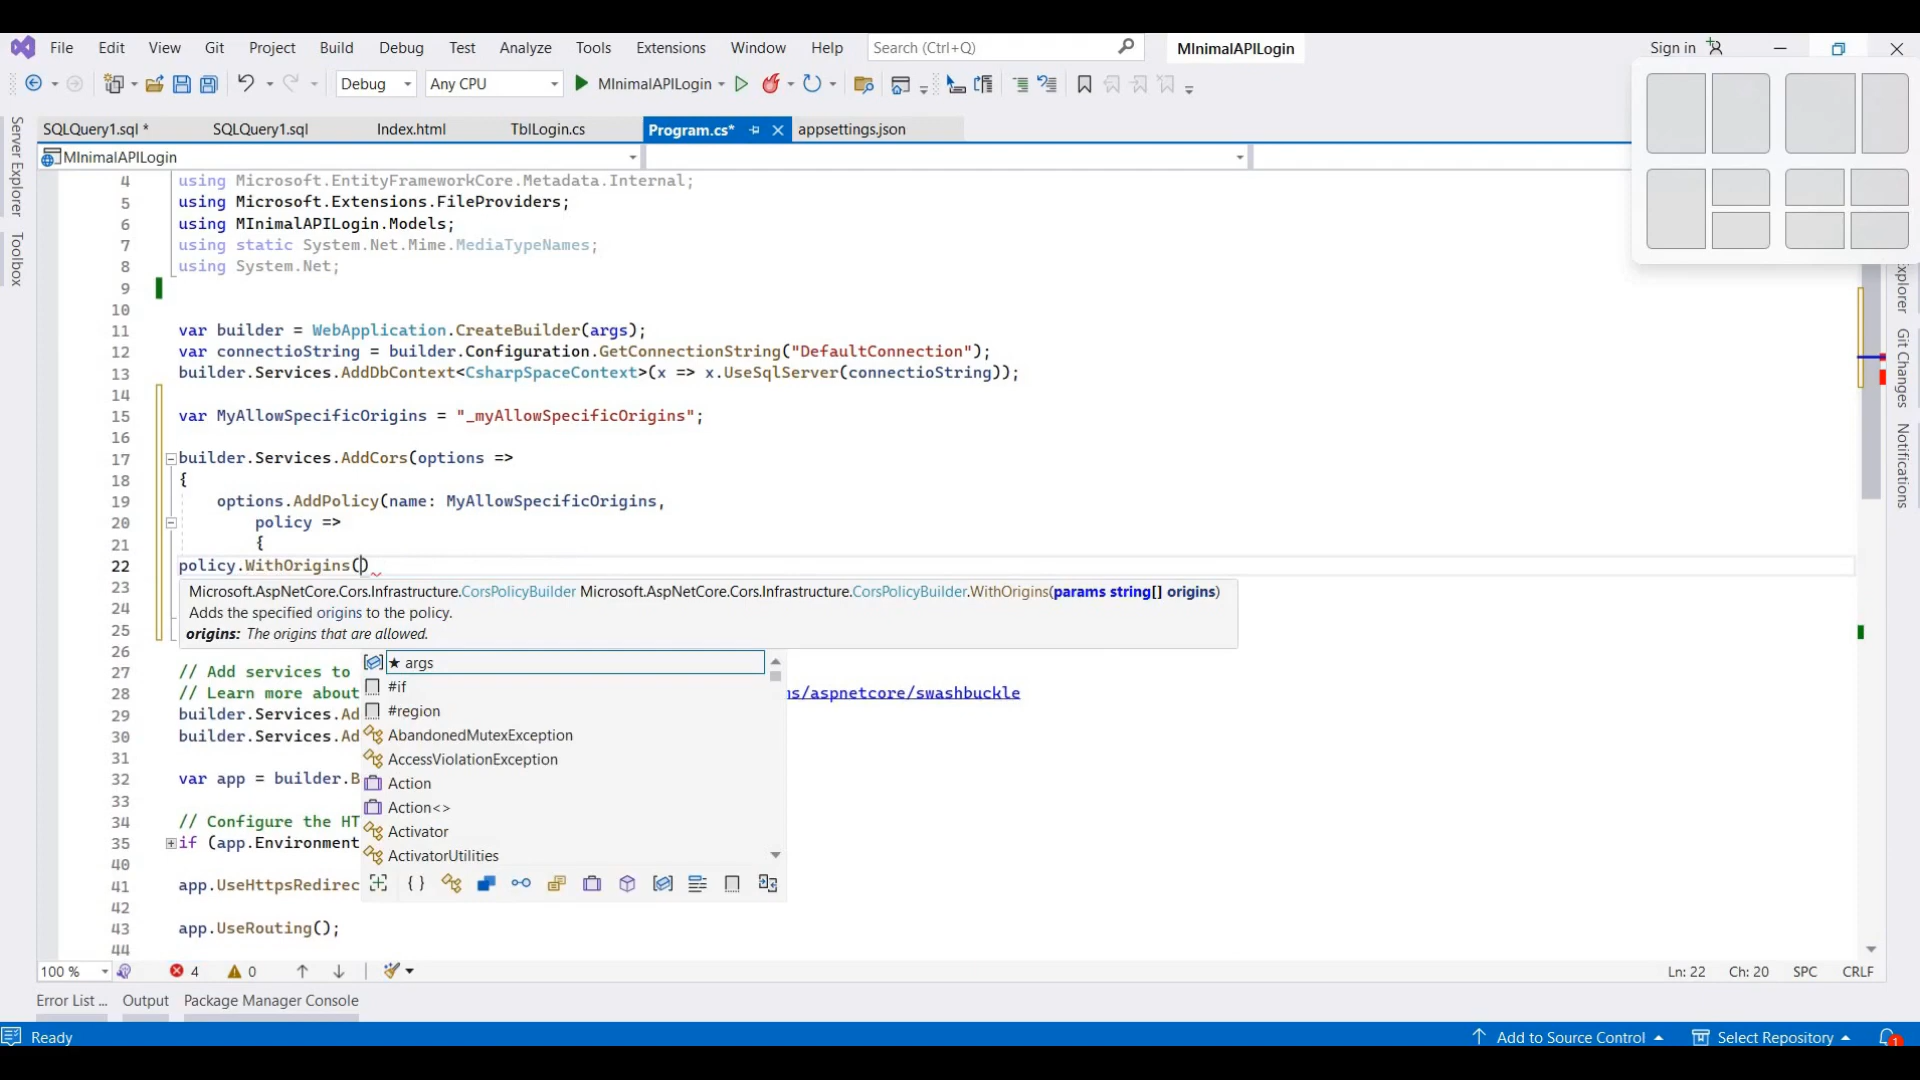 File Edit View Git Project Build Debug Test Analyze Tools Extensions Window Help Search (Ctrl+Q) MInimalAPILogin Sign in
Debug Any CPU MInimalAPILogin
SQLQuery1.sql * SQLQuery1.sql Index.html TblLogin.cs Program.cs* appsettings.json
MInimalAPILogin
Server Explorer
Toolbox
4 using Microsoft.EntityFrameworkCore.Metadata.Internal;
5 using Microsoft.Extensions.FileProviders;
6 using MInimalAPILogin.Models;
7 using static System.Net.Mime.MediaTypeNames;
8 using System.Net;
9
10
11 var builder = WebApplication.CreateBuilder(args);
12 var connectioString = builder.Configuration.GetConnectionString("DefaultConnection");
13 builder.Services.AddDbContext<CsharpSpaceContext>(x => x.UseSqlServer(connectioString));
14
15 var MyAllowSpecificOrigins = "_myAllowSpecificOrigins";
16
17 builder.Services.AddCors(options =>
18 {
19 options.AddPolicy(name: MyAllowSpecificOrigins,
20 policy =>
21 {
22 policy.WithOrigins()
23 Microsoft.AspNetCore.Cors.Infrastructure.CorsPolicyBuilder Microsoft.AspNetCore.Cors.Infrastructure.CorsPolicyBuilder.WithOrigins(params string[] origins)
24 Adds the specified origins to the policy.
25 origins: The origins that are allowed.
26
27 // Add services to
28 // Learn more about
29 builder.Services.Ad
30 builder.Services.Ad
31
32 var app = builder.B
33
34 // Configure the HT
35 if (app.Environment
40
41 app.UseHttpsRedirec
42
43 app.UseRouting();
44
★ args
#if
#region
AbandonedMutexException
AccessViolationException
Action
Action<>
Activator
ActivatorUtilities
s/aspnetcore/swashbuckle
Explorer
Git Changes
Notifications
100 % 4 0 Ln: 22 Ch: 20 SPC CRLF
Error List ... Output Package Manager Console
Ready Add to Source Control Select Repository 1